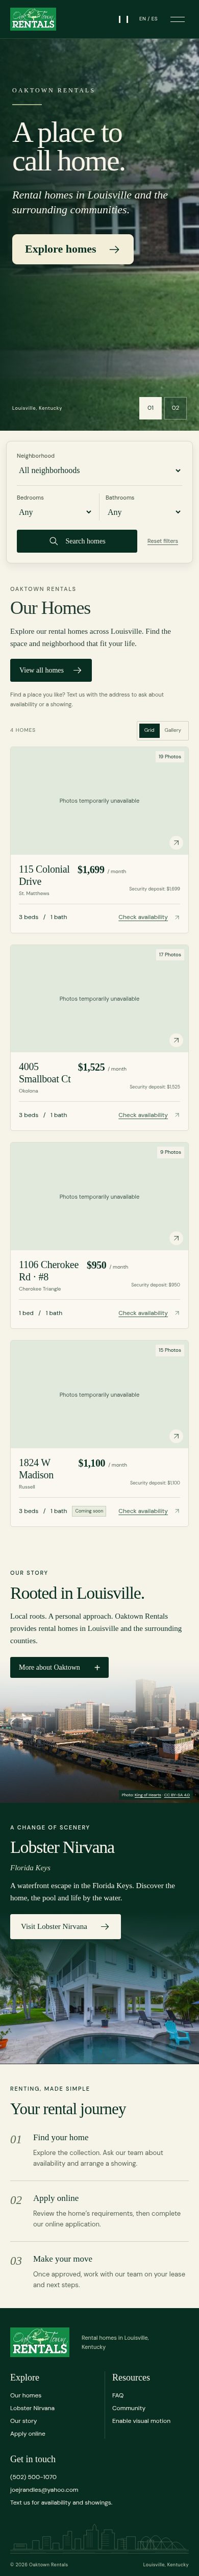 OakTown
RENTALS
EN / ES
OAKTOWN RENTALS
A place to
call home.
Rental homes in Louisville and the
surrounding communities.
Explore homes
Louisville, Kentucky
01
02
Neighborhood
All neighborhoods
Bedrooms
Bathrooms
Any
Any
Search homes
Reset filters
OAKTOWN RENTALS
Our Homes
Explore our rental homes across Louisville. Find the
space and neighborhood that fit your life.
View all homes
Find a place you like? Text us with the address to ask about
availability or a showing.
4 HOMES
Grid
Gallery
19 Photos
Photos temporarily unavailable
115 Colonial
Drive
$1,699 / month
St. Matthews
Security deposit: $1,699
3 beds / 1 bath
Check availability
17 Photos
Photos temporarily unavailable
4005
Smallboat Ct
$1,525 / month
Okolona
Security deposit: $1,525
3 beds / 1 bath
Check availability
9 Photos
Photos temporarily unavailable
1106 Cherokee
Rd · #8
$950 / month
Cherokee Triangle
Security deposit: $950
1 bed / 1 bath
Check availability
15 Photos
Photos temporarily unavailable
1824 W
Madison
$1,100 / month
Russell
Security deposit: $1,100
3 beds / 1 bath
Coming soon
Check availability
OUR STORY
Rooted in Louisville.
Local roots. A personal approach. Oaktown Rentals
provides rental homes in Louisville and the surrounding
counties.
More about Oaktown
Photo: King of Hearts · CC BY-SA 4.0
A CHANGE OF SCENERY
Lobster Nirvana
Florida Keys
A waterfront escape in the Florida Keys. Discover the
home, the pool and life by the water.
Visit Lobster Nirvana
RENTING, MADE SIMPLE
Your rental journey
01
Find your home
Explore the collection. Ask our team about
availability and arrange a showing.
02
Apply online
Review the home's requirements, then complete
our online application.
03
Make your move
Once approved, work with our team on your lease
and next steps.
OakTown
RENTALS
Rental homes in Louisville,
Kentucky
Explore
Our homes
Lobster Nirvana
Our story
Apply online
Resources
FAQ
Community
Enable visual motion
Get in touch
(502) 500-1070
joejrandles@yahoo.com
Text us for availability and showings.
© 2026 Oaktown Rentals
Louisville, Kentucky